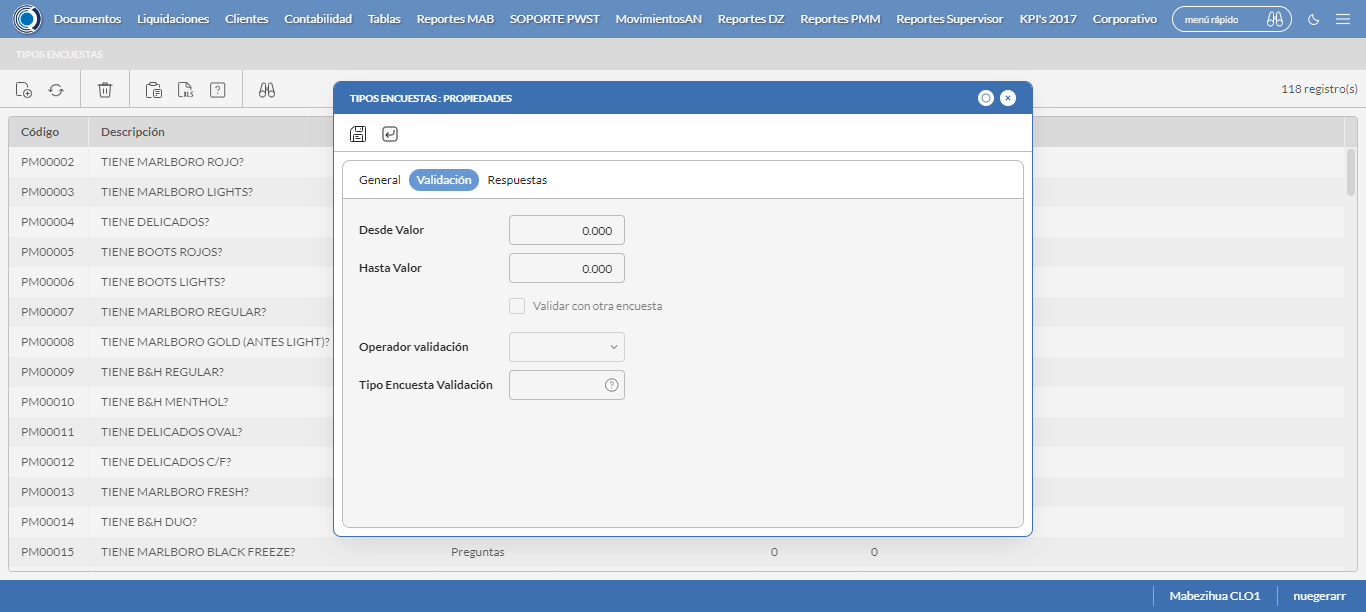 Documentos Liquidaciones Clientes Contabilidad Tablas Reportes MAB SOPORTE PWST MovimientosAN Reportes DZ Reportes PMM Reportes Supervisor KPI's 2017 Corporativo menú rápido
TIPOS ENCUESTAS
XLS ?
118 registro(s)
TIPOS ENCUESTAS : PROPIEDADES
General Validación Respuestas
Desde Valor 0.000
Hasta Valor 0.000
Validar con otra encuesta
Operador validación
Tipo Encuesta Validación ?
Código Descripción
PM00002 TIENE MARLBORO ROJO?
PM00003 TIENE MARLBORO LIGHTS?
PM00004 TIENE DELICADOS?
PM00005 TIENE BOOTS ROJOS?
PM00006 TIENE BOOTS LIGHTS?
PM00007 TIENE MARLBORO REGULAR?
PM00008 TIENE MARLBORO GOLD (ANTES LIGHT)?
PM00009 TIENE B&H REGULAR?
PM00010 TIENE B&H MENTHOL?
PM00011 TIENE DELICADOS OVAL?
PM00012 TIENE DELICADOS C/F?
PM00013 TIENE MARLBORO FRESH?
PM00014 TIENE B&H DUO?
PM00015 TIENE MARLBORO BLACK FREEZE? Preguntas 0 0
Mabezihua CLO1 nuegerarr